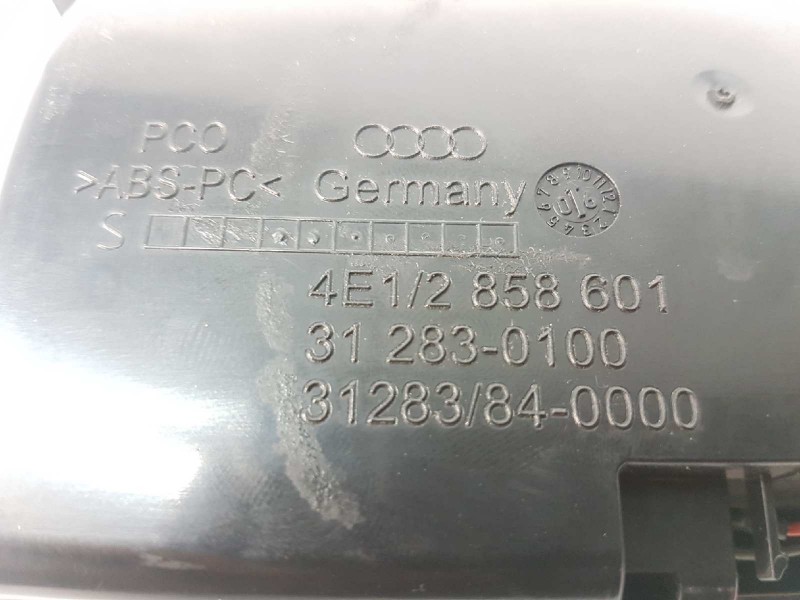 PCO
>ABS-PC< Germany
S
4E1/2 858 601
31 283-0100
31283/84-0000